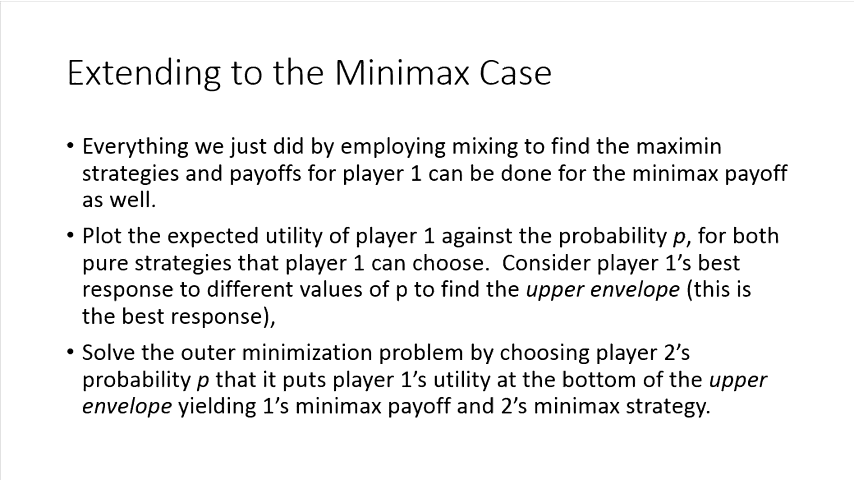 Extending to the Minimax Case
• Everything we just did by employing mixing to find the maximin
strategies and payoffs for player 1 can be done for the minimax payoff
as well.
• Plot the expected utility of player 1 against the probability p, for both
pure strategies that player 1 can choose.  Consider player 1’s best
response to different values of p to find the upper envelope (this is
the best response),
• Solve the outer minimization problem by choosing player 2’s
probability p that it puts player 1’s utility at the bottom of the upper
envelope yielding 1’s minimax payoff and 2’s minimax strategy.